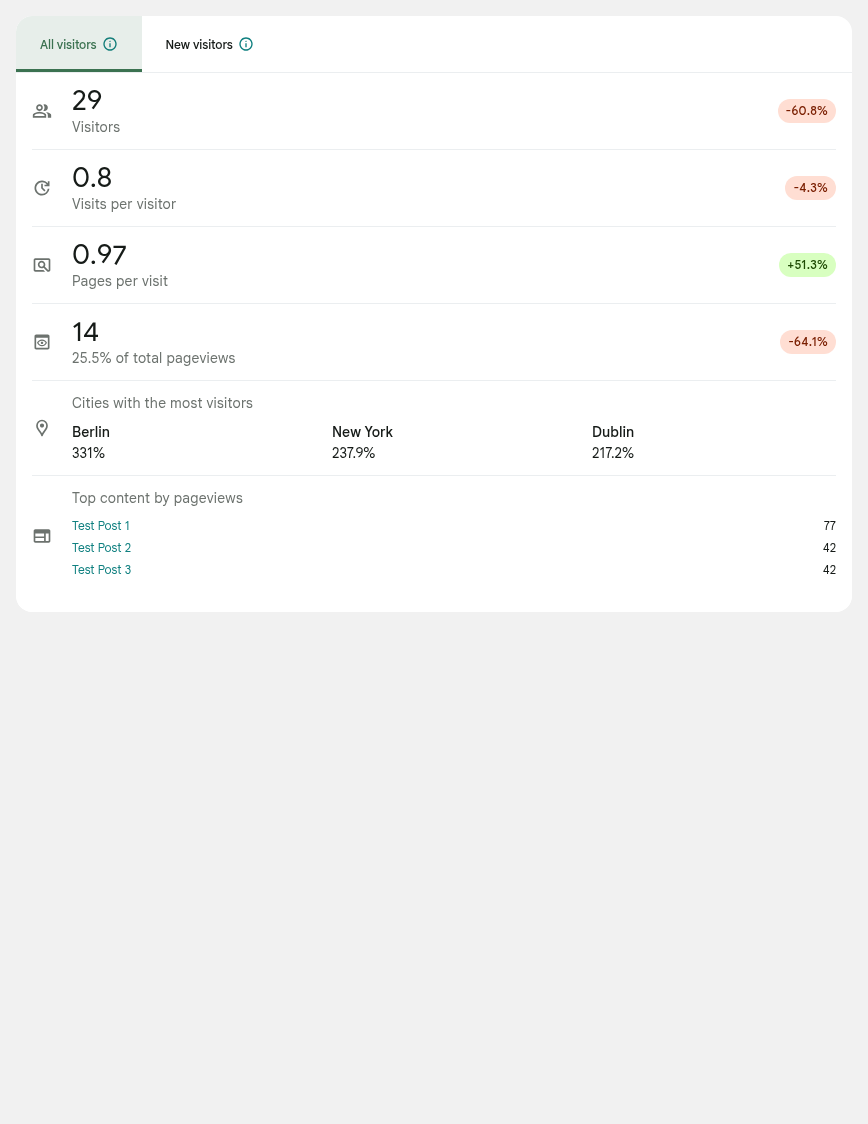 All visitors
New visitors
29
Visitors
-60.8%
0.8
Visits per visitor
-4.3%
0.97
Pages per visit
+51.3%
14
25.5% of total pageviews
-64.1%
Cities with the most visitors
Berlin New York Dublin
331% 237.9% 217.2%
Top content by pageviews
Test Post 1 77
Test Post 2 42
Test Post 3 42